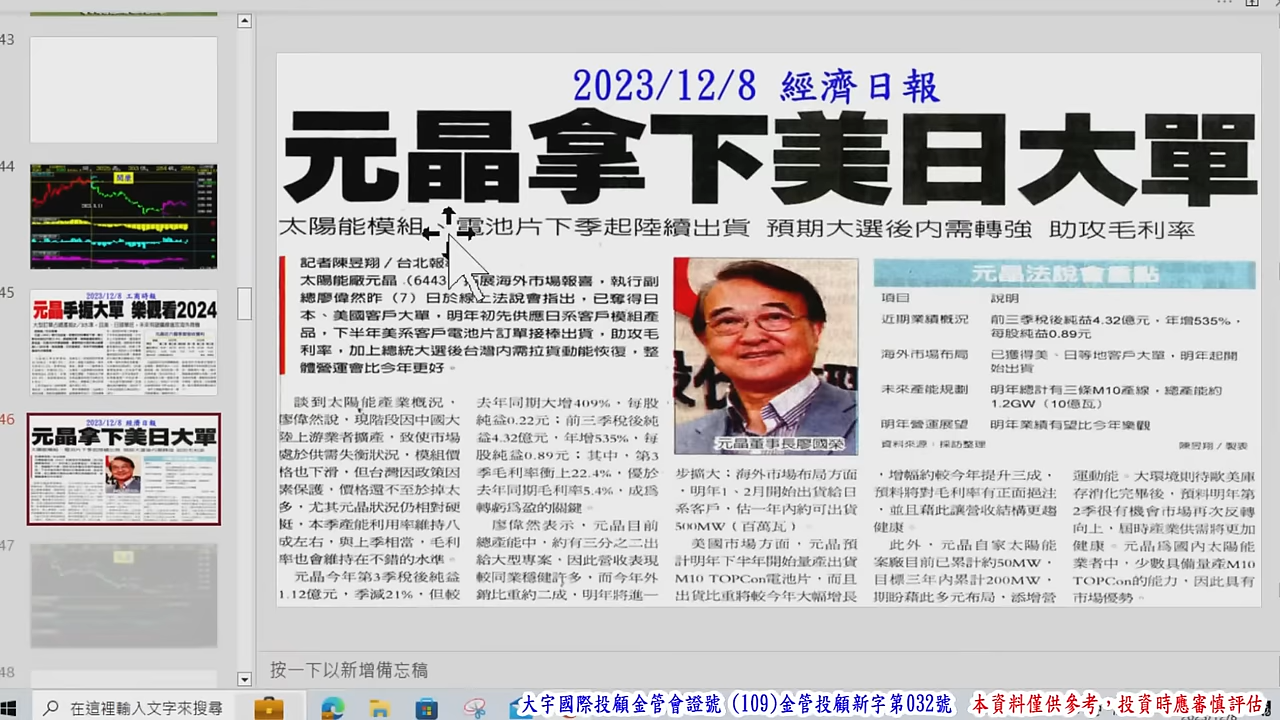 43
44
45
2023/12/8 工商時報
元晶手握大單 樂觀看2024
46
2023/12/8 經濟日報
元晶拿下美日大單
47
48
2023/12/8 經濟日報
元晶拿下美日大單
太陽能模組、電池片下季起陸續出貨 預期大選後內需轉強 助攻毛利率
記者陳昱翔/台北報
太陽能廠元晶(6443)展海外市場報喜,執行副
總廖偉然昨(7)日於線上法說會指出,已奪得日
本、美國客戶大單,明年初先供應日系客戶模組產
品,下半年美系客戶電池片訂單接棒出貨,助攻毛
利率,加上總統大選後台灣內需拉貨動能恢復,整
體營運會比今年更好。
談到太陽能產業概況,
廖偉然說,現階段因中國大
陸上游業者擴產,致使市場
處於供需失衡狀況,模組價
格也下滑,但台灣因政策因
素保護,價格還不至於掉太
多,尤其元晶狀況仍相對硬
挺,本季產能利用率維持八
成左右,與上季相當,毛利
率也會維持在不錯的水準。
元晶今年第3季稅後純益
1.12億元,季減21%,但較
去年同期大增409%,每股
純益0.22元;前三季稅後純
益4.32億元,年增535%,每
股純益0.89元;其中,第3
季毛利率衝上22.4%,優於
去年同期毛利率5.4%,成為
轉虧為盈的關鍵。
廖偉然表示,元晶目前
總產能中,約有三分之二出
給大型專案,因此營收表現
較同業穩健許多,而今年外
銷比重約二成,明年將進一
元晶董事長廖國榮
步擴大;海外市場布局方面
,明年1月開始出貨給日
系客戶,估一年內約可出貨
500MW(百萬瓦)
美國市場方面,元晶預
計明年下半年開始量產出貨
M10 TOPCon電池片,而且
出貨比重將較今年大幅增長
元晶法說會重點
項目 說明
近期業績概況 前三季稅後純益4.32億元,年增535%,
每股純益0.89元
海外市場布局 已獲得美、日等地客戶大單,明年起開
始出貨
未來產能規劃 明年總計有三條M10產線,總產能約
1.2GW(10億瓦)
明年營運展望 明年業績有望比今年樂觀
資料來源:採訪整理 陳昱翔/製表
,增幅約較今年提升三成,
預期將對毛利率有正面挹注
,並且藉此讓營收結構更趨
健康。
此外,元晶自家太陽能
案廠目前已累計約50MW,
目標三年內累計200MW,
期盼藉此多元布局,添增營
運動能。大環境則待歐美庫
存消化完畢後,預料明年第
2季很有機會市場再次反轉
向上,屆時產業供需將更加
健康。元晶為國內太陽能
業者中,少數具備量產M10
TOPCon的能力,因此具有
市場優勢。
按一下以新增備忘稿
在這裡輸入文字來搜尋
大宇國際投顧金管會證號 (109)金管投顧新字第032號 本資料僅供參考,投資時應審慎評估